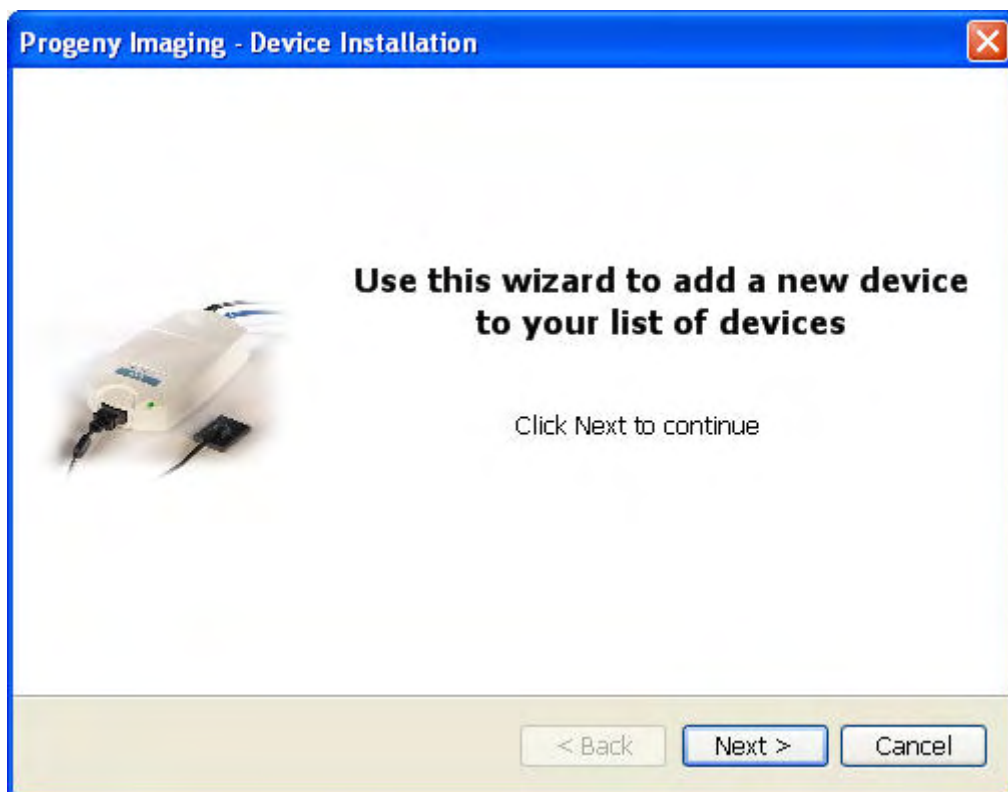 Progeny Imaging - Device Installation
Use this wizard to add a new device
to your list of devices
Click Next to continue
< Back
Next >
Cancel